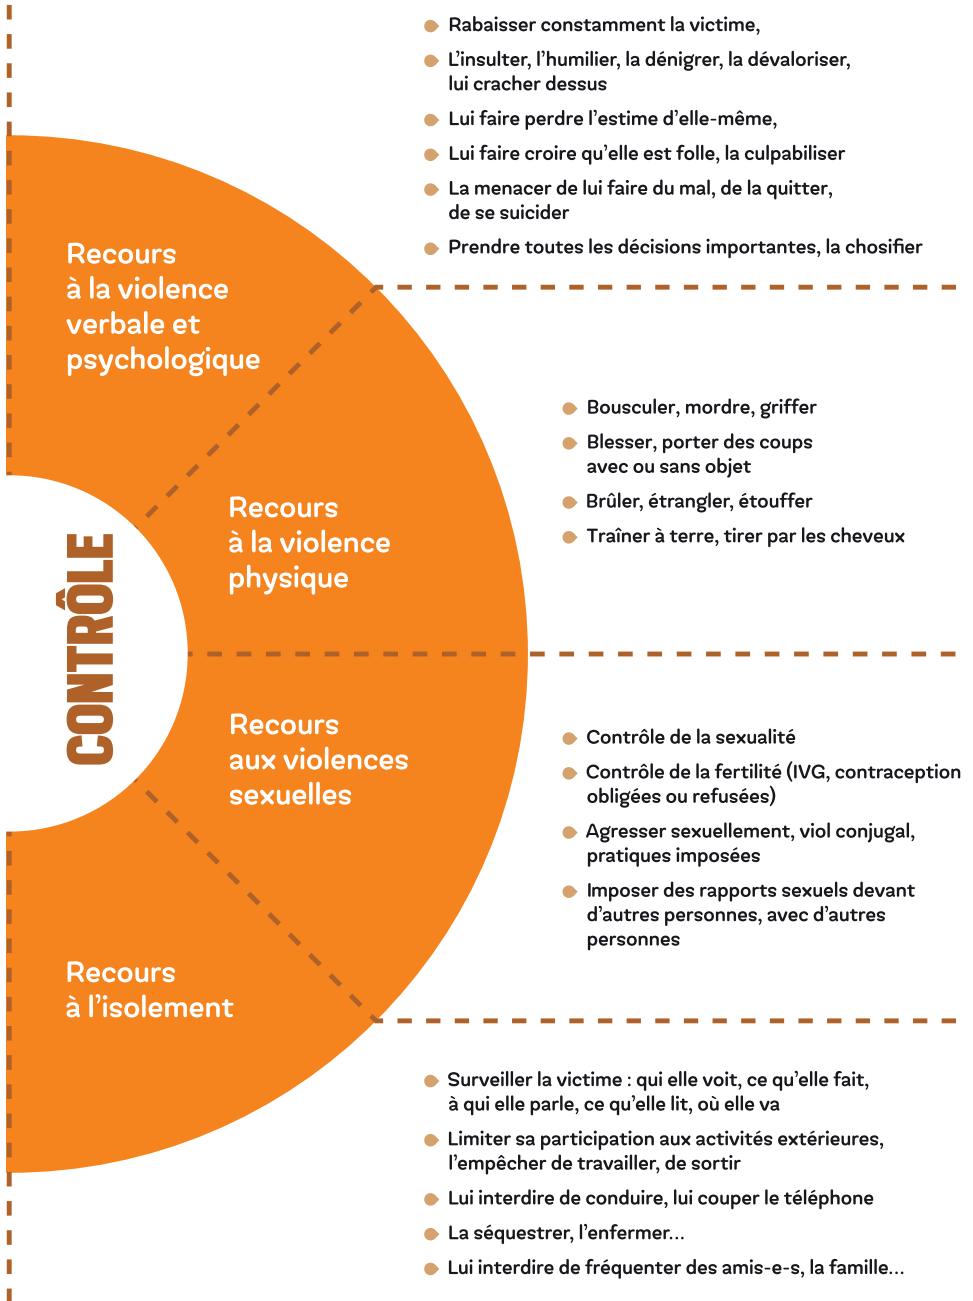 Rabaisser constamment la victime,
L’insulter, l’humilier, la dénigrer, la dévaloriser,
lui cracher dessus
Lui faire perdre l’estime d’elle-même,
Lui faire croire qu’elle est folle, la culpabiliser
La menacer de lui faire du mal, de la quitter,
de se suicider
Prendre toutes les décisions importantes, la chosifier
Recours
à la violence
verbale et
psychologique
Bousculer, mordre, griffer
Blesser, porter des coups
avec ou sans objet
Brûler, étrangler, étouffer
Traîner à terre, tirer par les cheveux
Recours
à la violence
physique
CONTRÔLE
Recours
aux violences
sexuelles
Contrôle de la sexualité
Contrôle de la fertilité (IVG, contraception
obligées ou refusées)
Agresser sexuellement, viol conjugal,
pratiques imposées
Imposer des rapports sexuels devant
d’autres personnes, avec d’autres
personnes
Recours
à l’isolement
Surveiller la victime : qui elle voit, ce qu’elle fait,
à qui elle parle, ce qu’elle lit, où elle va
Limiter sa participation aux activités extérieures,
l’empêcher de travailler, de sortir
Lui interdire de conduire, lui couper le téléphone
La séquestrer, l’enfermer...
Lui interdire de fréquenter des amis-e-s, la famille...